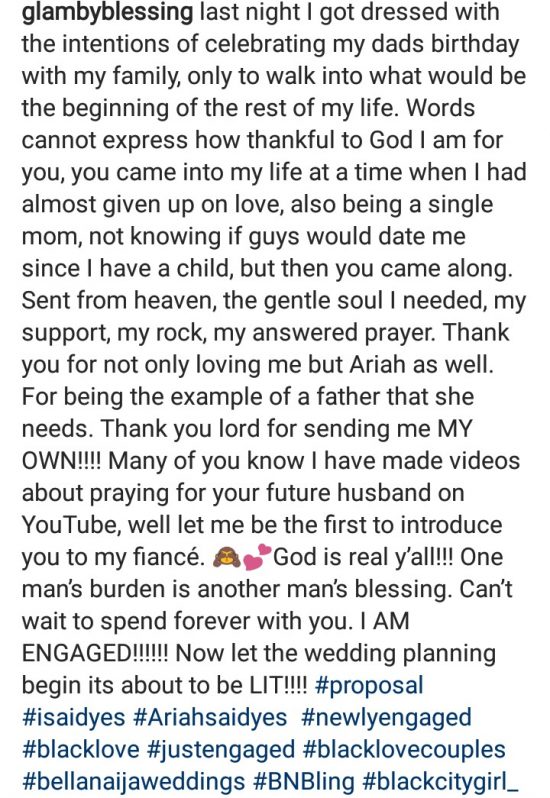 glambyblessing last night I got dressed with
the intentions of celebrating my dads birthday
with my family, only to walk into what would be
the beginning of the rest of my life. Words
cannot express how thankful to God I am for
you, you came into my life at a time when I had
almost given up on love, also being a single
mom, not knowing if guys would date me
since I have a child, but then you came along.
Sent from heaven, the gentle soul I needed, my
support, my rock, my answered prayer. Thank
you for not only loving me but Ariah as well.
For being the example of a father that she
needs. Thank you lord for sending me MY
OWN!!!! Many of you know I have made videos
about praying for your future husband on
YouTube, well let me be the first to introduce
you to my fiancé. 🙈💕God is real y’all!!! One
man’s burden is another man’s blessing. Can’t
wait to spend forever with you. I AM
ENGAGED!!!!!! Now let the wedding planning
begin its about to be LIT!!!! #proposal
#isaidyes #Ariahsaidyes #newlyengaged
#blacklove #justengaged #blacklovecouples
#bellanaijaweddings #BNBling #blackcitygirl_